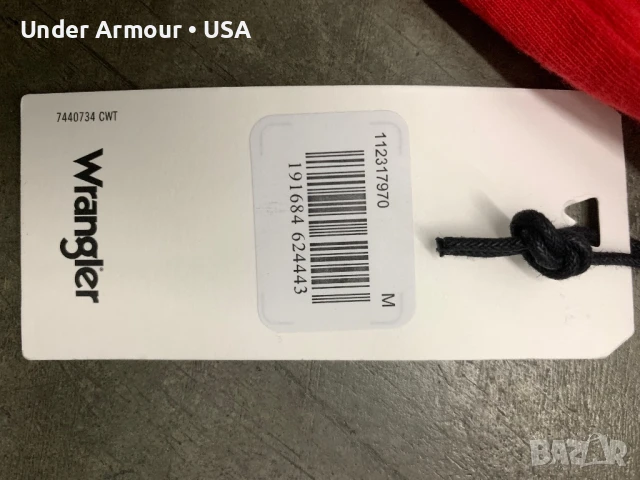 Under Armour • USA
7440734 CWT
Wrangler
112317970
191684 624443
M
BAZAR